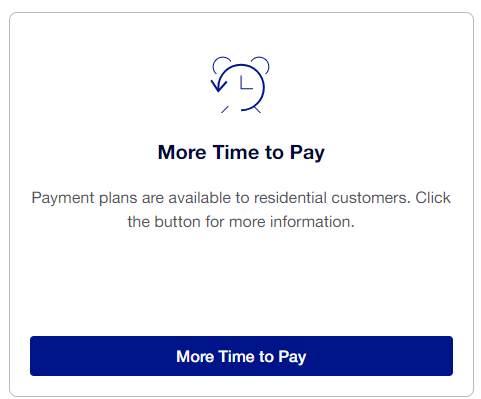 More Time to Pay
Payment plans are available to residential customers. Click
the button for more information.
More Time to Pay